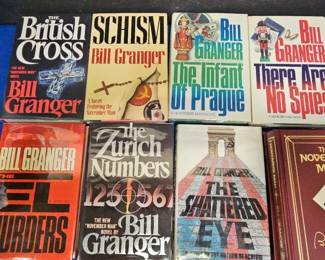 The
British
Cross
THE NEW
"NOVEMBER MAN"
NOVEL
Bill
Granger
SCHISM
Bill Granger
A Novel
Featuring the
November Man
BILL
GRANGER
The Infant
Of Prague
BILL
GRANGER
There Are
No Spies
BILL GRANGER
EL
URDERS
The
Zurich
Numbers
THE NEW
"NOVEMBER MAN"
NOVEL BY
Bill
Granger
BILL GRANGER
THE
SHATTERED
EYE
The
Nove
M